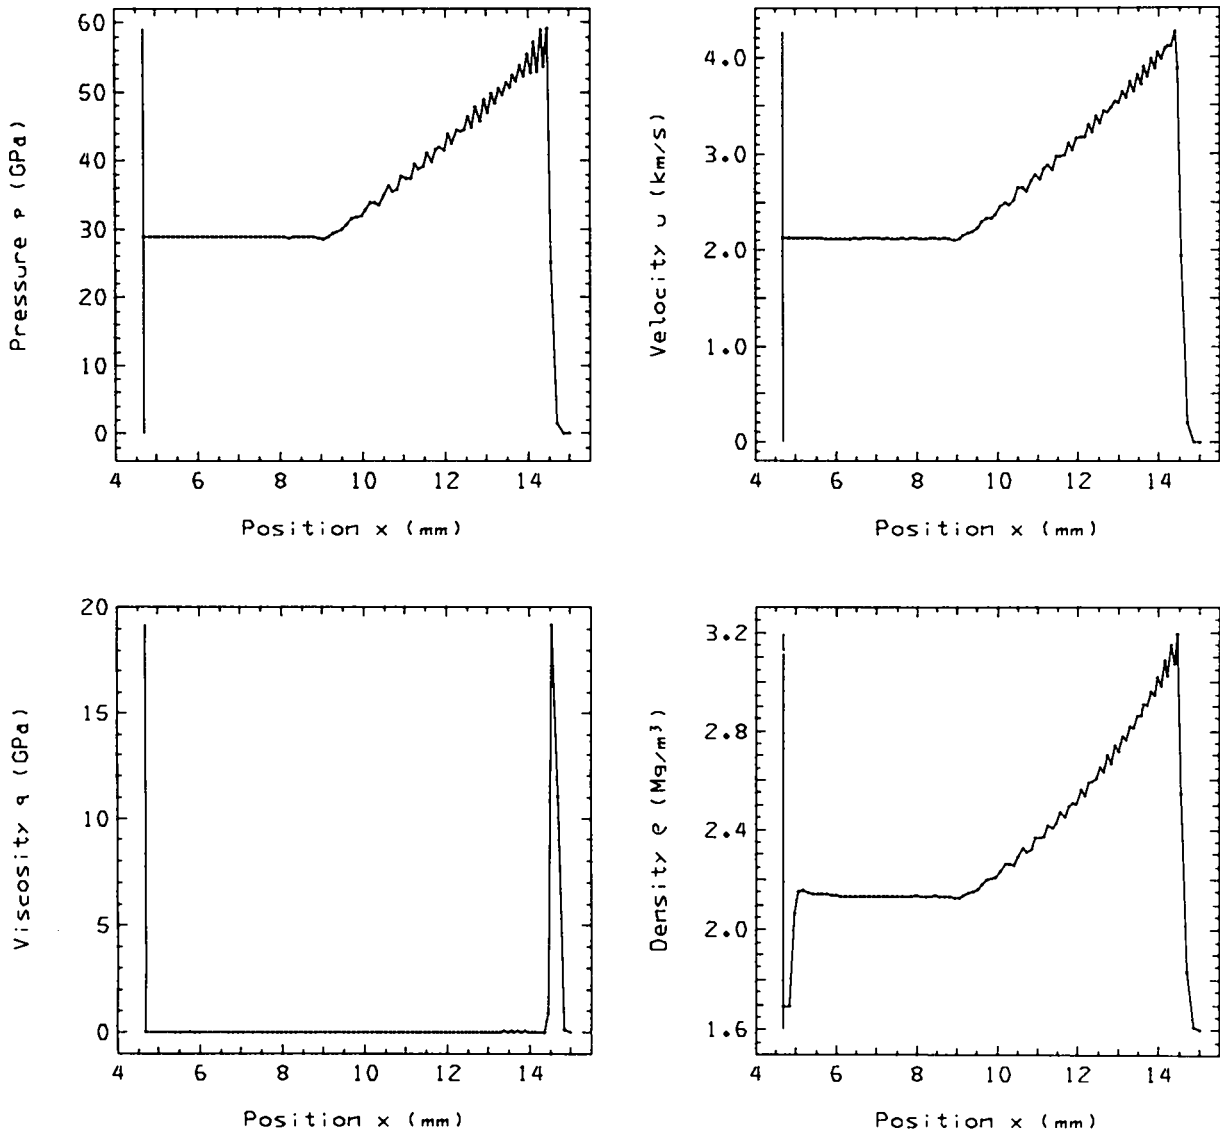 60
50
40
30
20
10
0
Pressure p (GPa)
4 6 8 10 12 14
Position x (mm)
4.0
3.0
2.0
1.0
0
Velocity u (km/s)
4 6 8 10 12 14
Position x (mm)
20
15
10
5
0
Viscosity q (GPa)
4 6 8 10 12 14
Position x (mm)
3.2
2.8
2.4
2.0
1.6
Density ρ (Mg/m³)
4 6 8 10 12 14
Position x (mm)